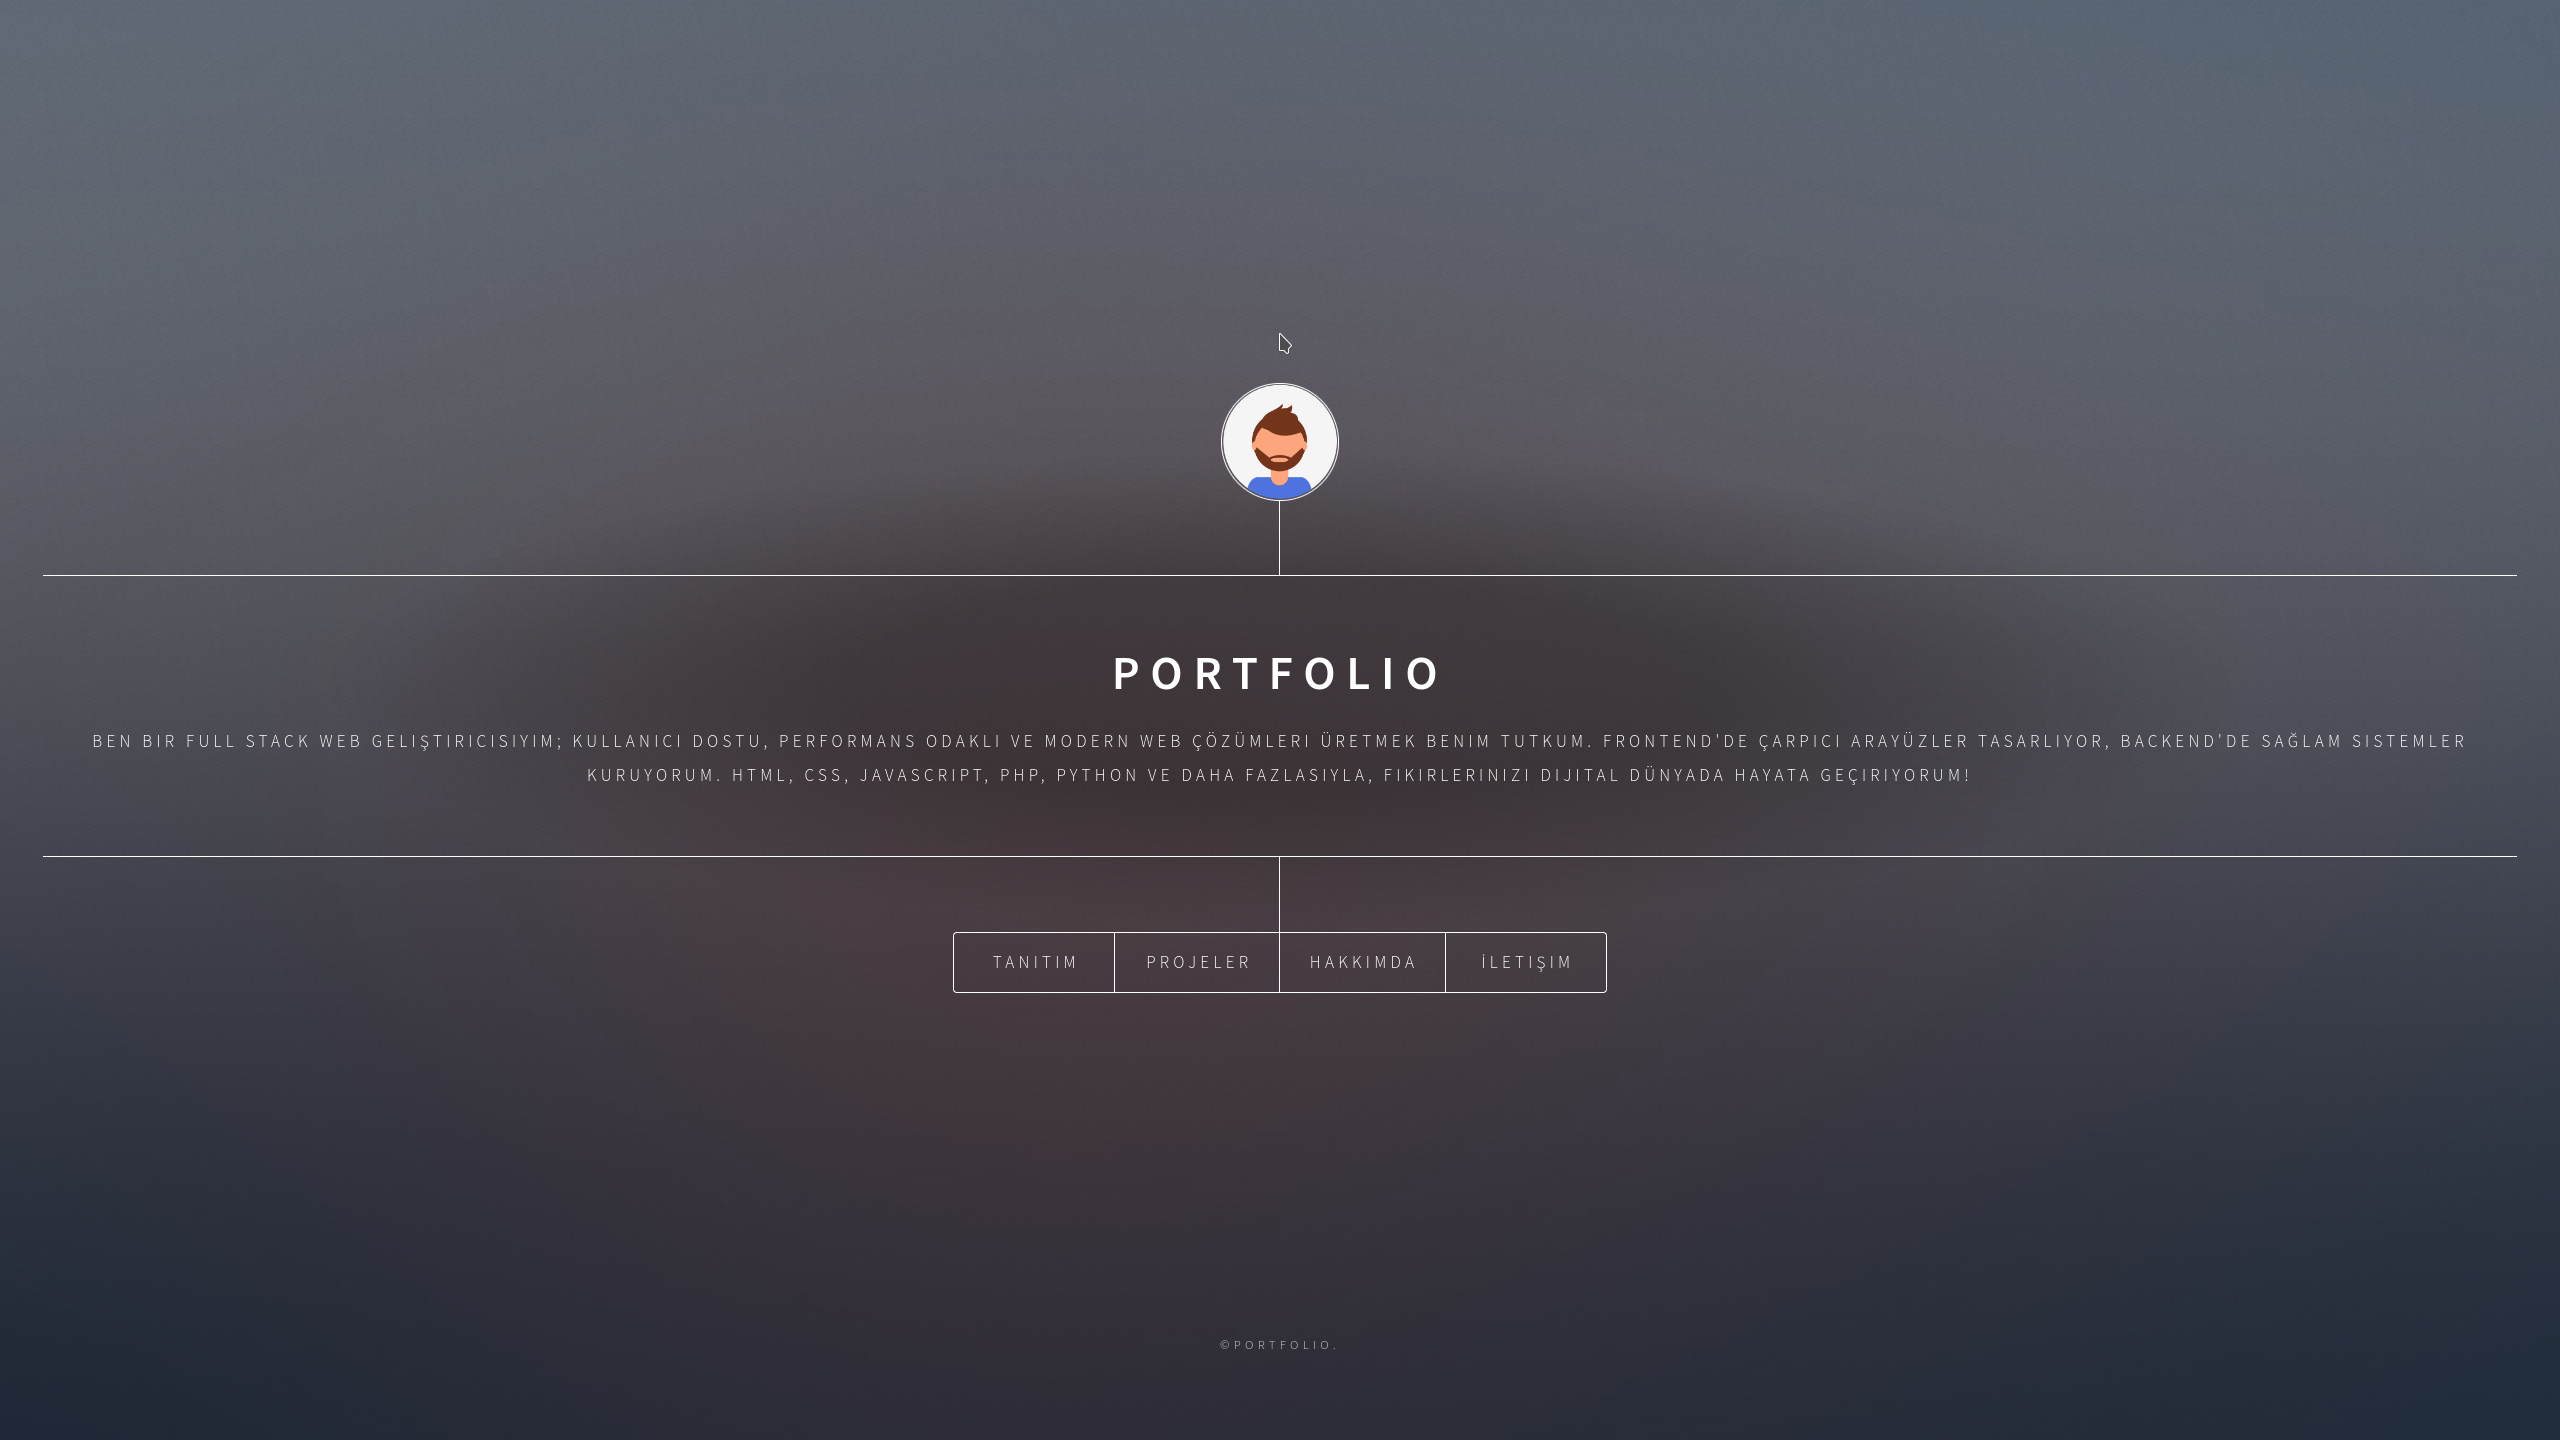 PORTFOLIO
BEN BIR FULL STACK WEB GELIŞTIRICISIYIM; KULLANICI DOSTU, PERFORMANS ODAKLI VE MODERN WEB ÇÖZÜMLERI ÜRETMEK BENIM TUTKUM. FRONTEND'DE ÇARPICI ARAYÜZLER TASARLIYOR, BACKEND'DE SAĞLAM SISTEMLER
KURUYORUM. HTML, CSS, JAVASCRIPT, PHP, PYTHON VE DAHA FAZLASIYLA, FIKIRLERINIZI DIJITAL DÜNYADA HAYATA GEÇIRIYORUM!
TANITIM PROJELER HAKKIMDA İLETIŞIM
©PORTFOLIO.